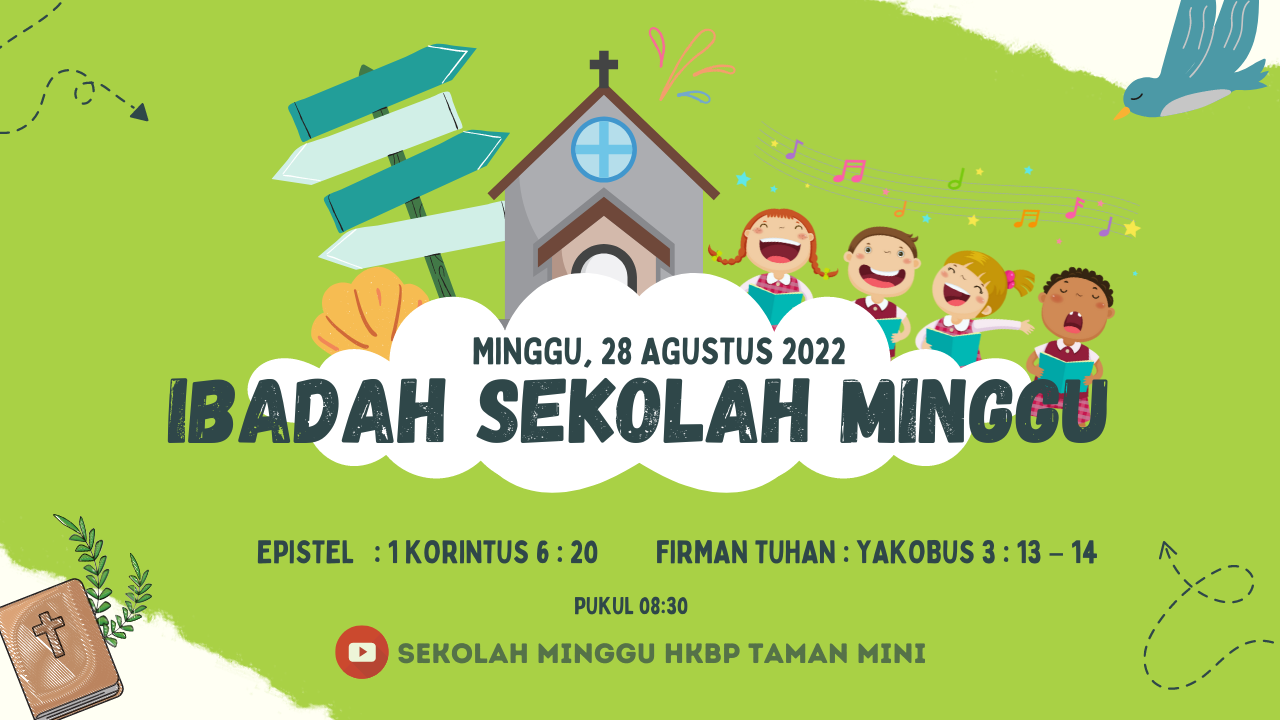 MINGGU, 28 AGUSTUS 2022
IBADAH SEKOLAH MINGGU
EPISTEL : 1 KORINTUS 6 : 20
FIRMAN TUHAN : YAKOBUS 3 : 13 – 14
PUKUL 08:30
SEKOLAH MINGGU HKBP TAMAN MINI